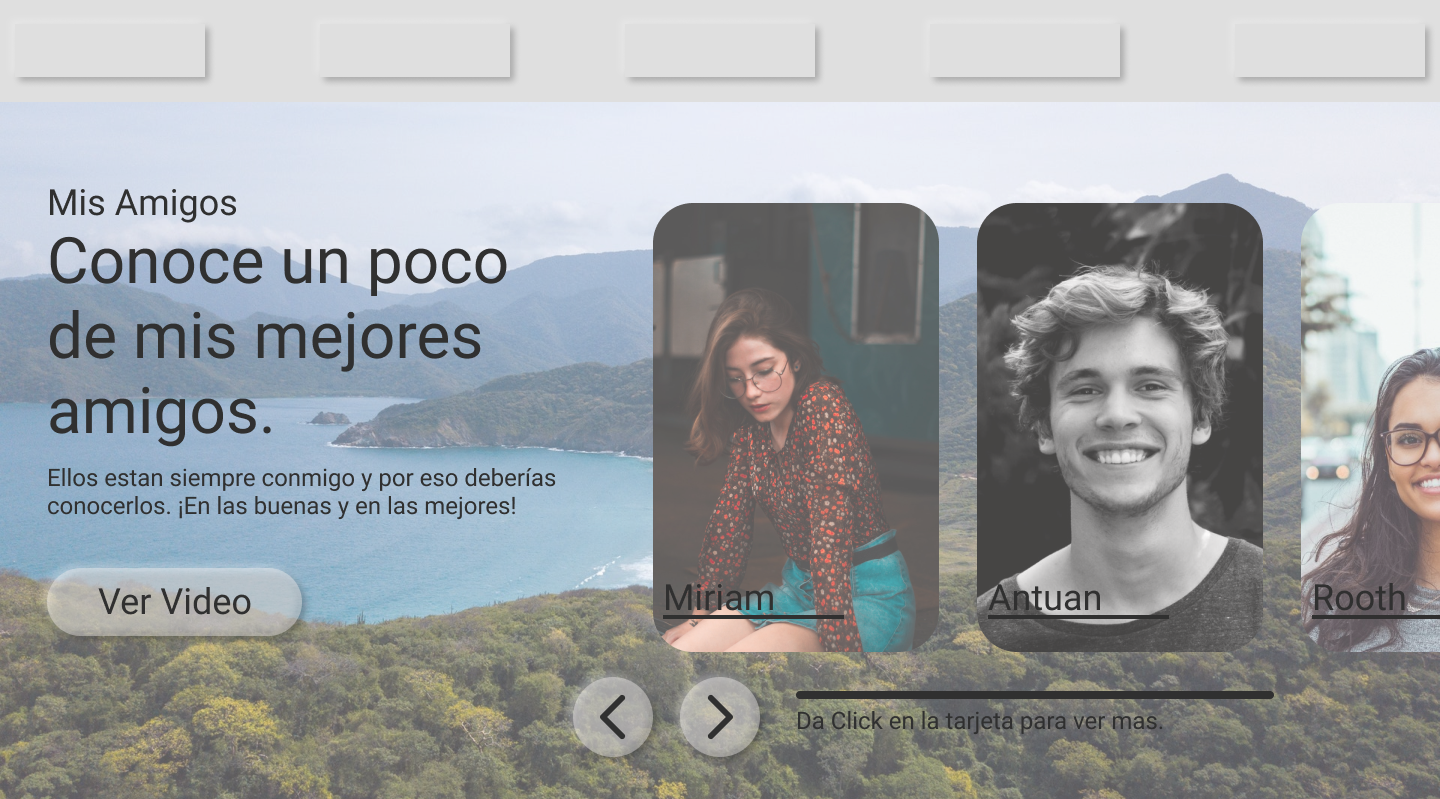 Mis Amigos
Conoce un poco
de mis mejores
amigos.
Ellos estan siempre conmigo y por eso deberías
conocerlos. ¡En las buenas y en las mejores!
Ver Video
Miriam
Antuan
Rooth
Da Click en la tarjeta para ver mas.